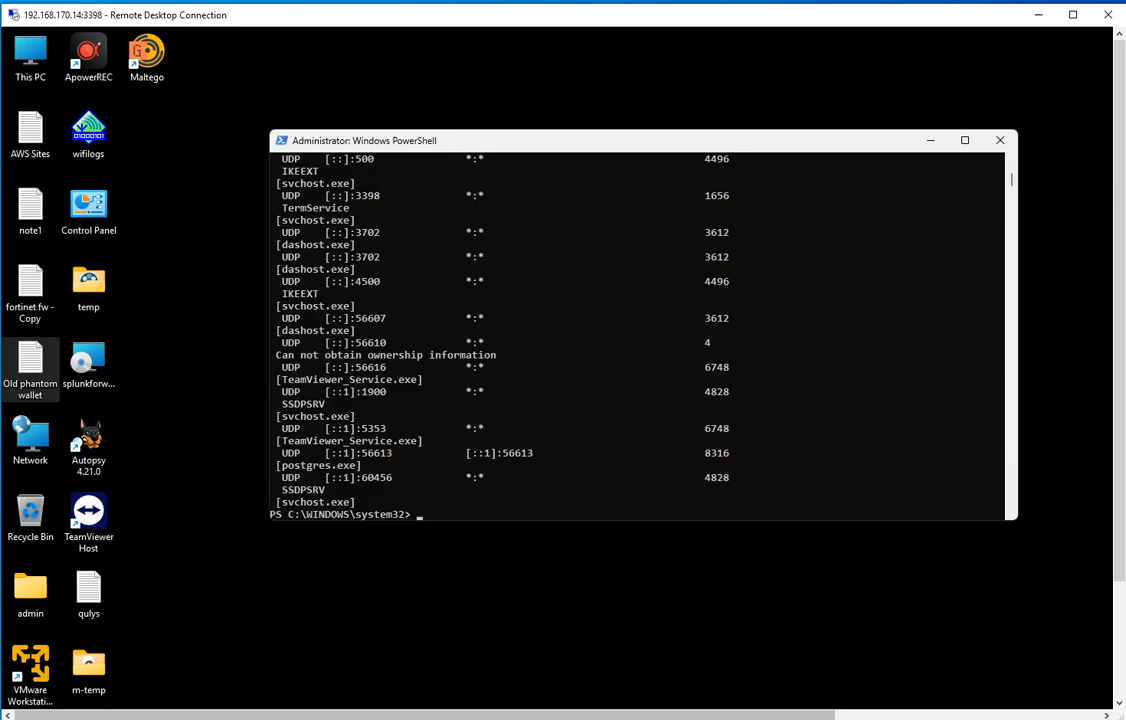 192.168.170.14:3398 - Remote Desktop Connection
This PC
ApowerREC
Maltego
AWS Sites
wifilogs
note1
Control Panel
fortinet fw - Copy
temp
Old phantom wallet
splunkforw...
Network
Autopsy 4.21.0
Recycle Bin
TeamViewer Host
admin
qulys
VMware Workstati...
m-temp
Administrator: Windows PowerShell
UDP [::]:500 *:* 4496
IKEEXT
[svchost.exe]
UDP [::]:3398 *:* 1656
TermService
[svchost.exe]
UDP [::]:3702 *:* 3612
[dashost.exe]
UDP [::]:3702 *:* 3612
[dashost.exe]
UDP [::]:4500 *:* 4496
IKEEXT
[svchost.exe]
UDP [::]:56607 *:* 3612
[dashost.exe]
UDP [::]:56610 *:* 4
Can not obtain ownership information
UDP [::]:56616 *:* 6748
[TeamViewer_Service.exe]
UDP [::1]:1900 *:* 4828
SSDPSRV
[svchost.exe]
UDP [::1]:5353 *:* 6748
[TeamViewer_Service.exe]
UDP [::1]:56613 [::1]:56613 8316
[postgres.exe]
UDP [::1]:60456 *:* 4828
SSDPSRV
[svchost.exe]
PS C:\WINDOWS\system32> _